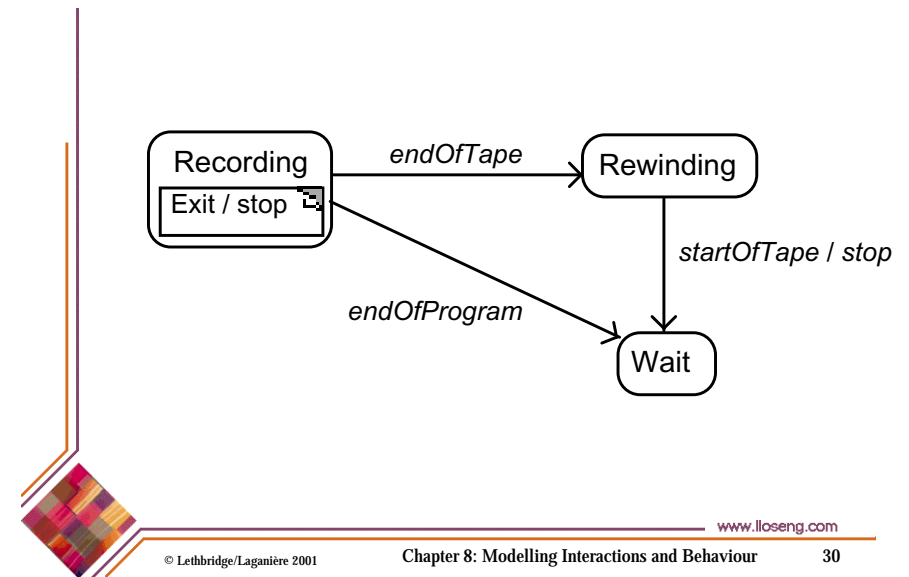 Recording
endOfTape
Rewinding
Exit / stop
startOfTape / stop
endOfProgram
Wait
www.lloseng.com
© Lethbridge/Laganière 2001
Chapter 8: Modelling Interactions and Behaviour
30